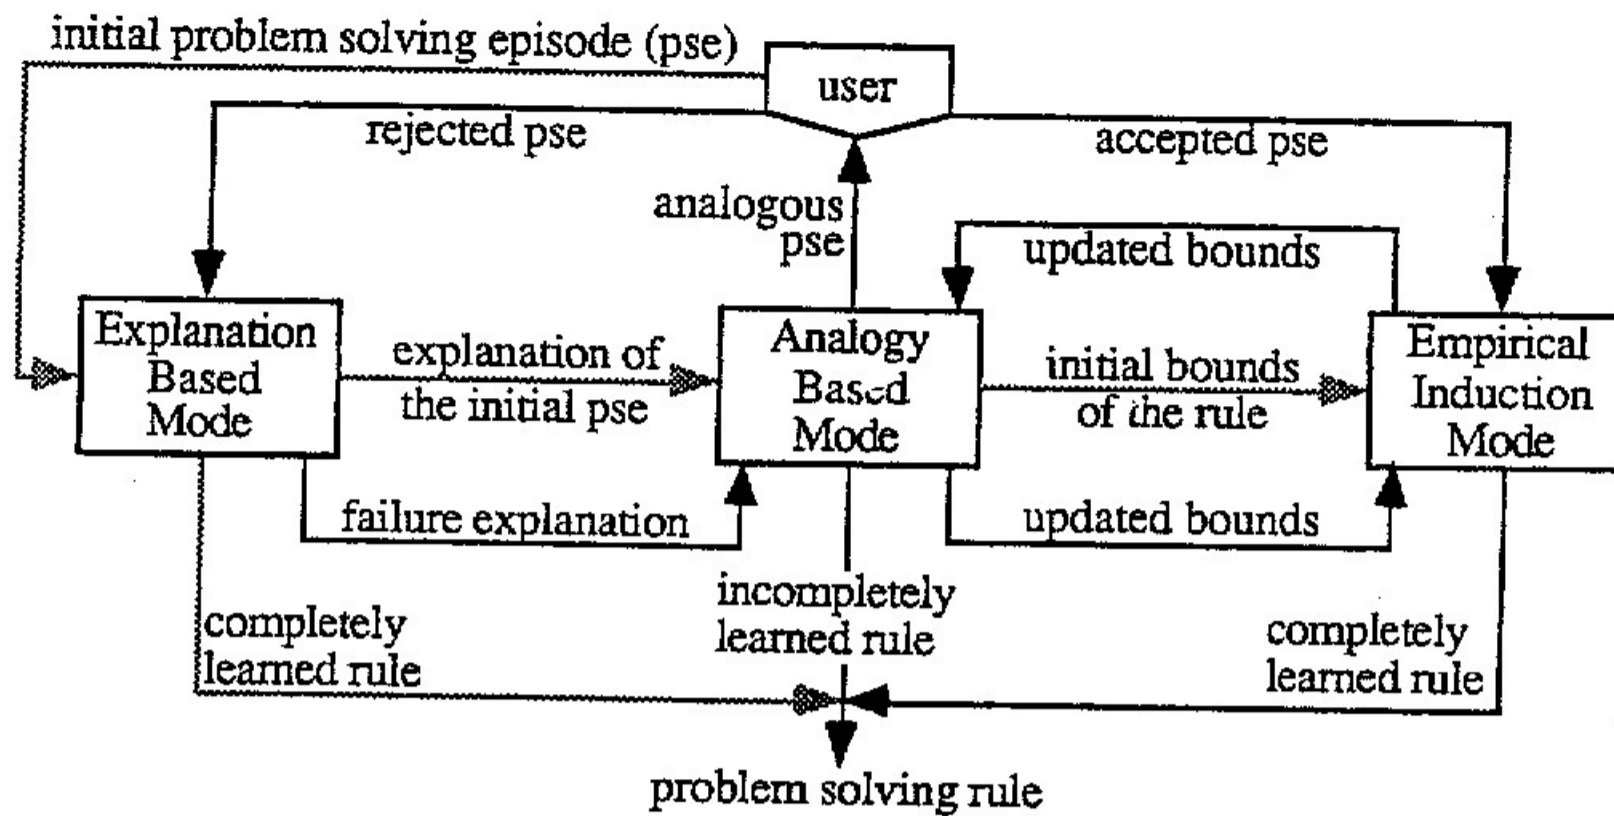 initial problem solving episode (pse)
user
rejected pse
accepted pse
analogous
pse
updated bounds
Explanation
Based
Mode
explanation of
the initial pse
Analogy
Based
Mode
initial bounds
of the rule
Empirical
Induction
Mode
failure explanation
updated bounds
completely
learned rule
incompletely
learned rule
completely
learned rule
problem solving rule